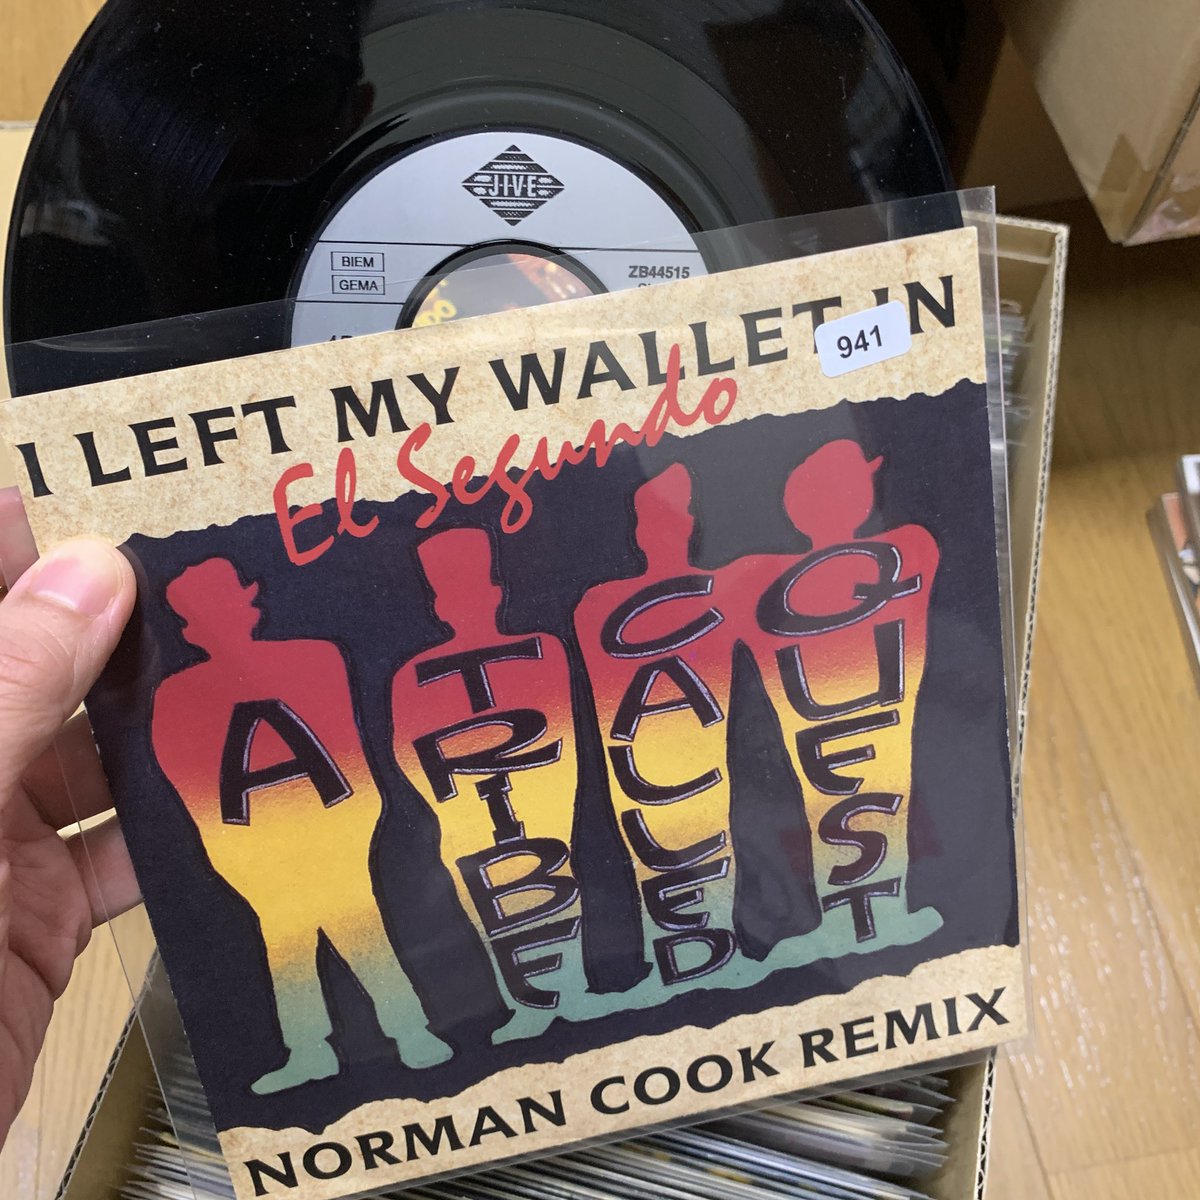 JIVE
BIEM
GEMA
ZB44515
I LEFT MY WALLET IN
941
El Segundo
A
TRIBE
CALLED
QUEST
NORMAN COOK REMIX